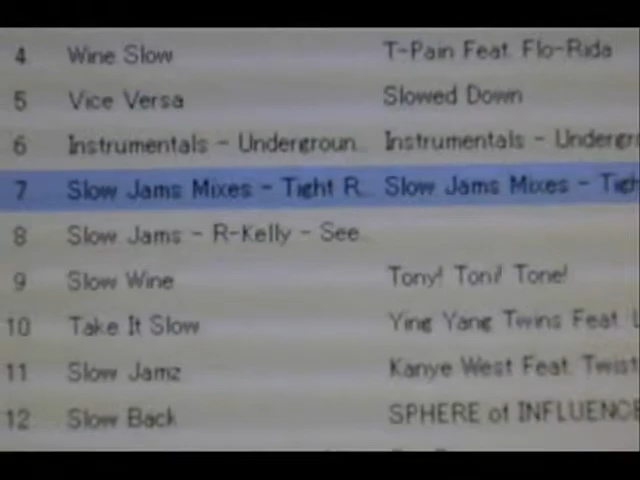 4 Wine Slow T-Pain Feat. Flo-Rida
5 Vice Versa Slowed Down
6 Instrumentals - Undergroun... Instrumentals - Undergr
7 Slow Jams Mixes - Tight R... Slow Jams Mixes - Tigh
8 Slow Jams - R-Kelly - See...
9 Slow Wine Tony! Toni! Tone!
10 Take It Slow Ying Yang Twins Feat. L
11 Slow Jamz Kanye West Feat. Twist
12 Slow Back SPHERE of INFLUENCE